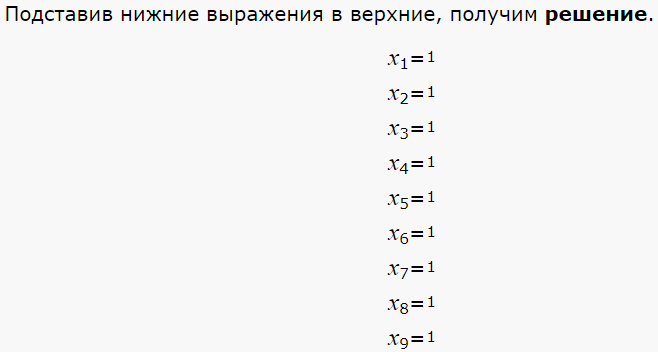 Подставив нижние выражения в верхние, получим решение.
x₁=1
x₂=1
x₃=1
x₄=1
x₅=1
x₆=1
x₇=1
x₈=1
x₉=1